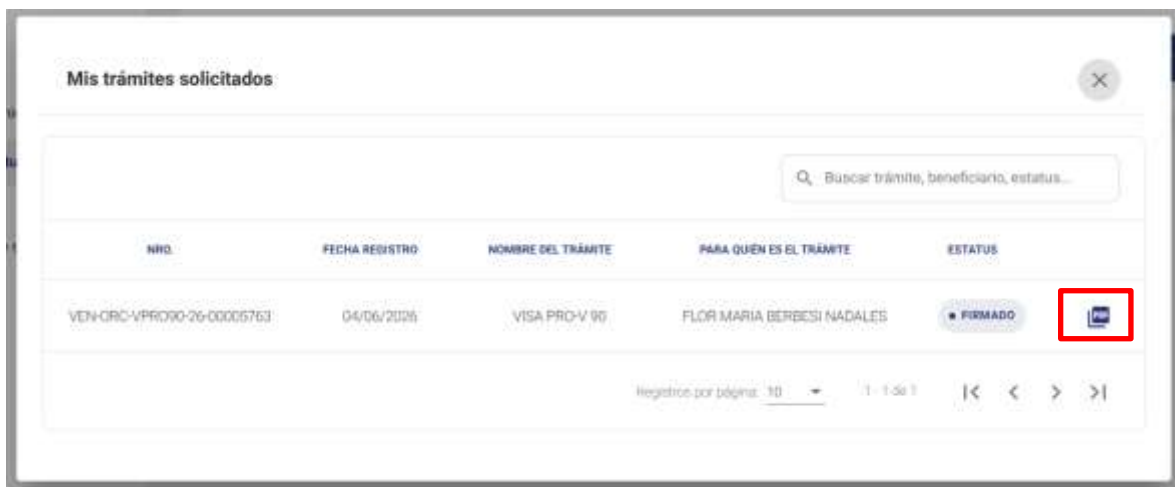 Mis trámites solicitados
Buscar trámite, beneficiario, estatus...
NRO. FECHA REGISTRO NOMBRE DEL TRÁMITE PARA QUIÉN ES EL TRÁMITE ESTATUS
VEN-ORC-VPRO90-26-00005763 04/06/2026 VISA PRO-V 90 FLOR MARIA BERBESI NADALES FIRMADO PDF
Registros por página: 10 1 - 1 de 1